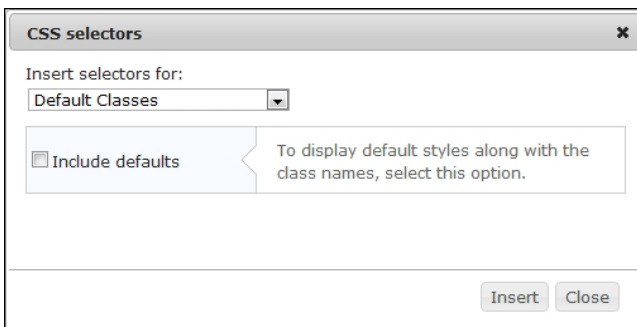 CSS selectors
Insert selectors for:
Default Classes
Include defaults
To display default styles along with the
class names, select this option.
Insert Close